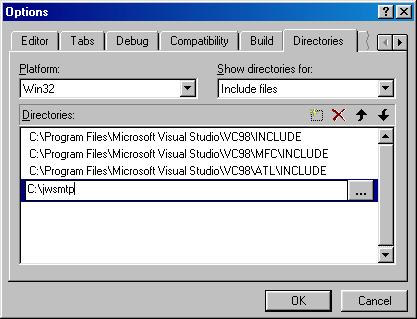 Options
Editor Tabs Debug Compatibility Build Directories
Platform: Show directories for:
Win32 Include files
Directories:
C:\Program Files\Microsoft Visual Studio\VC98\INCLUDE
C:\Program Files\Microsoft Visual Studio\VC98\MFC\INCLUDE
C:\Program Files\Microsoft Visual Studio\VC98\ATL\INCLUDE
C:\jwsmtp ...
OK Cancel